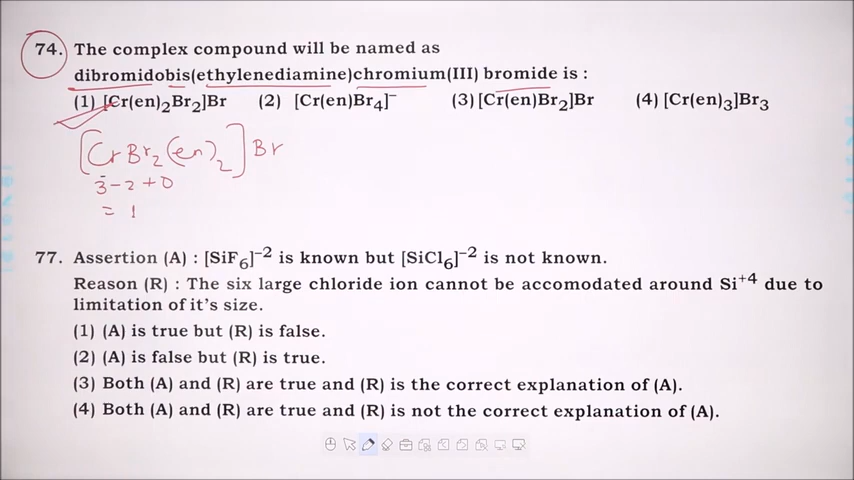 74. The complex compound will be named as
dibromidobis(ethylenediamine)chromium(III) bromide is :
(1) [Cr(en)₂Br₂]Br (2) [Cr(en)Br₄]⁻ (3) [Cr(en)Br₂]Br (4) [Cr(en)₃]Br₃
[CrBr₂(en)₂]Br
3-2+0
= 1
77. Assertion (A) : [SiF₆]⁻² is known but [SiCl₆]⁻² is not known.
Reason (R) : The six large chloride ion cannot be accomodated around Si⁺⁴ due to
limitation of it's size.
(1) (A) is true but (R) is false.
(2) (A) is false but (R) is true.
(3) Both (A) and (R) are true and (R) is the correct explanation of (A).
(4) Both (A) and (R) are true and (R) is not the correct explanation of (A).